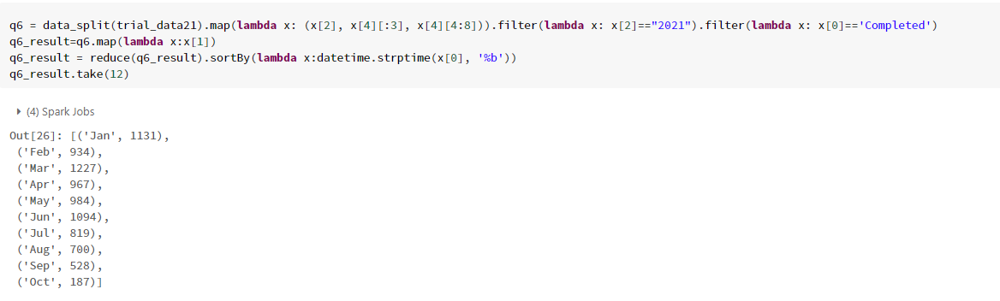 q6 = data_split(trial_data21).map(lambda x: (x[2], x[4][:3], x[4][4:8])).filter(lambda x: x[2]=="2021").filter(lambda x: x[0]=='Completed')
q6_result=q6.map(lambda x:x[1])
q6_result = reduce(q6_result).sortBy(lambda x:datetime.strptime(x[0], '%b'))
q6_result.take(12)
(4) Spark Jobs
Out[26]: [('Jan', 1131),
('Feb', 934),
('Mar', 1227),
('Apr', 967),
('May', 984),
('Jun', 1094),
('Jul', 819),
('Aug', 700),
('Sep', 528),
('Oct', 187)]